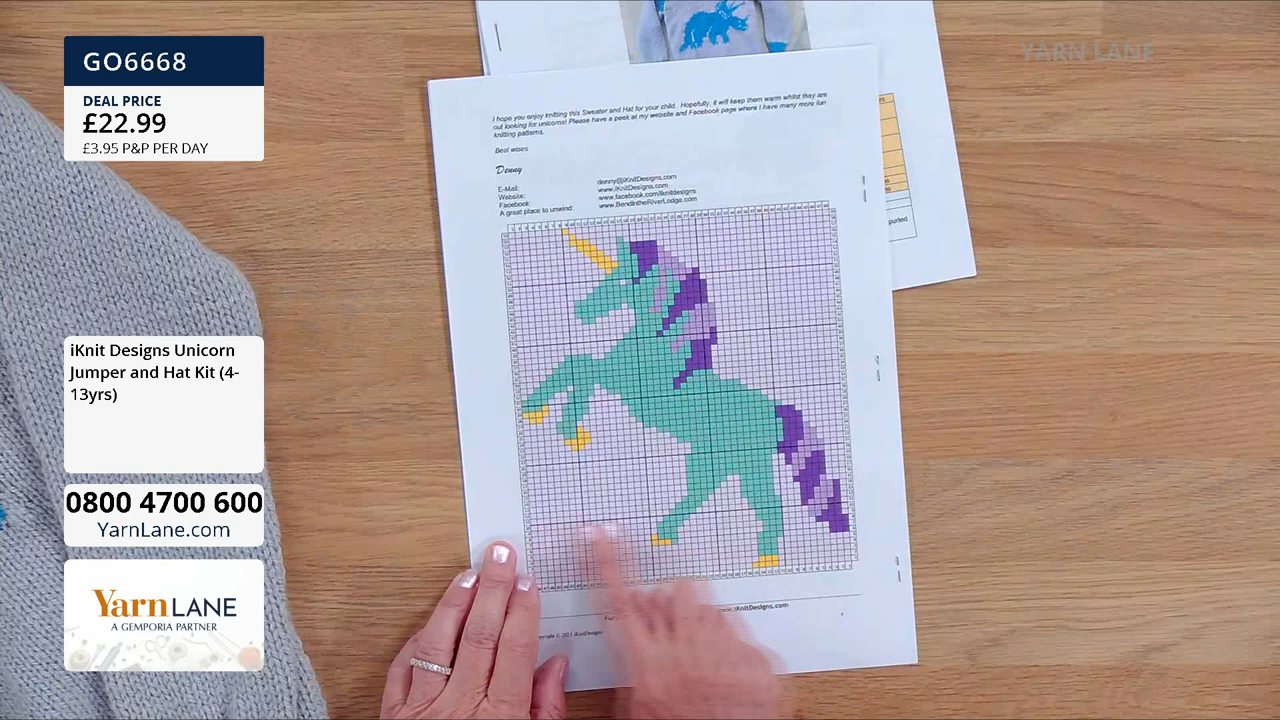 GO6668
DEAL PRICE
£22.99
£3.95 P&P PER DAY
iKnit Designs Unicorn
Jumper and Hat Kit (4-
13yrs)
0800 4700 600
YarnLane.com
Yarn LANE
A GEMPORIA PARTNER
YARN LANE
I hope you enjoy knitting this Sweater and Hat for your child. Hopefully, it will keep them warm whilst they are
out looking for unicorns! Please have a peek at my website and Facebook page where I have many more fun
knitting patterns.
Best wishes
Denny
E-Mail: denny@iKnitDesigns.com
Website: www.iKnitDesigns.com
Facebook: www.facebook.com/iknitdesigns
A great place to unwind: www.BendintheRiverLodge.com
www.iKnitDesigns.com